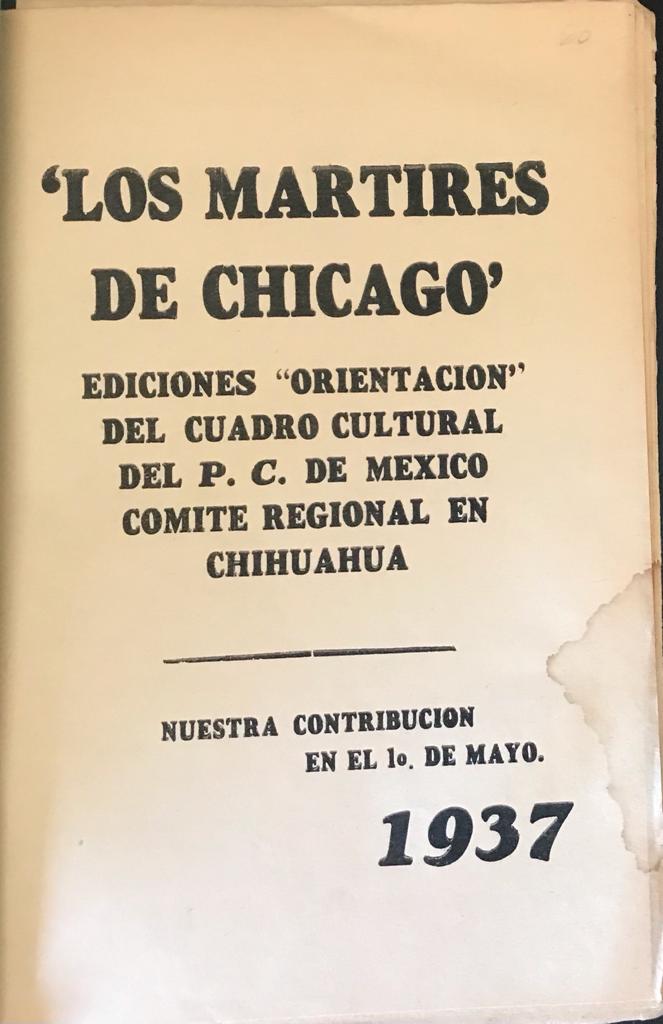 ‘LOS MARTIRES
DE CHICAGO’
EDICIONES “ORIENTACION”
DEL CUADRO CULTURAL
DEL P. C. DE MEXICO
COMITE REGIONAL EN
CHIHUAHUA
NUESTRA CONTRIBUCION
EN EL 1o. DE MAYO.
1937